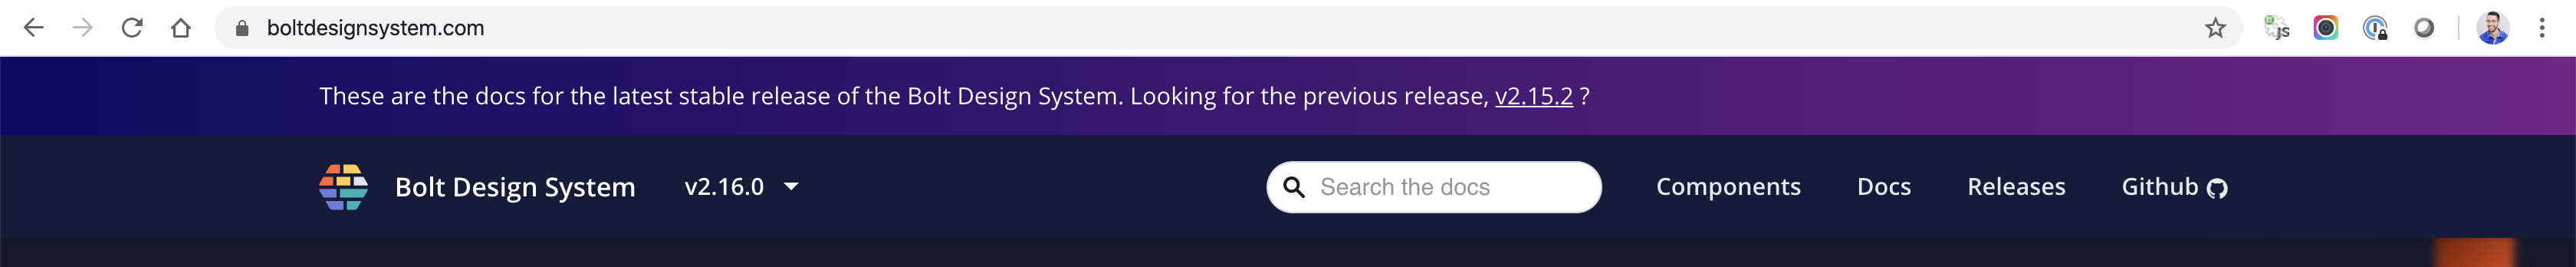 boltdesignsystem.com
JS
These are the docs for the latest stable release of the Bolt Design System. Looking for the previous release, v2.15.2 ?
Bolt Design System v2.16.0 Search the docs Components Docs Releases Github